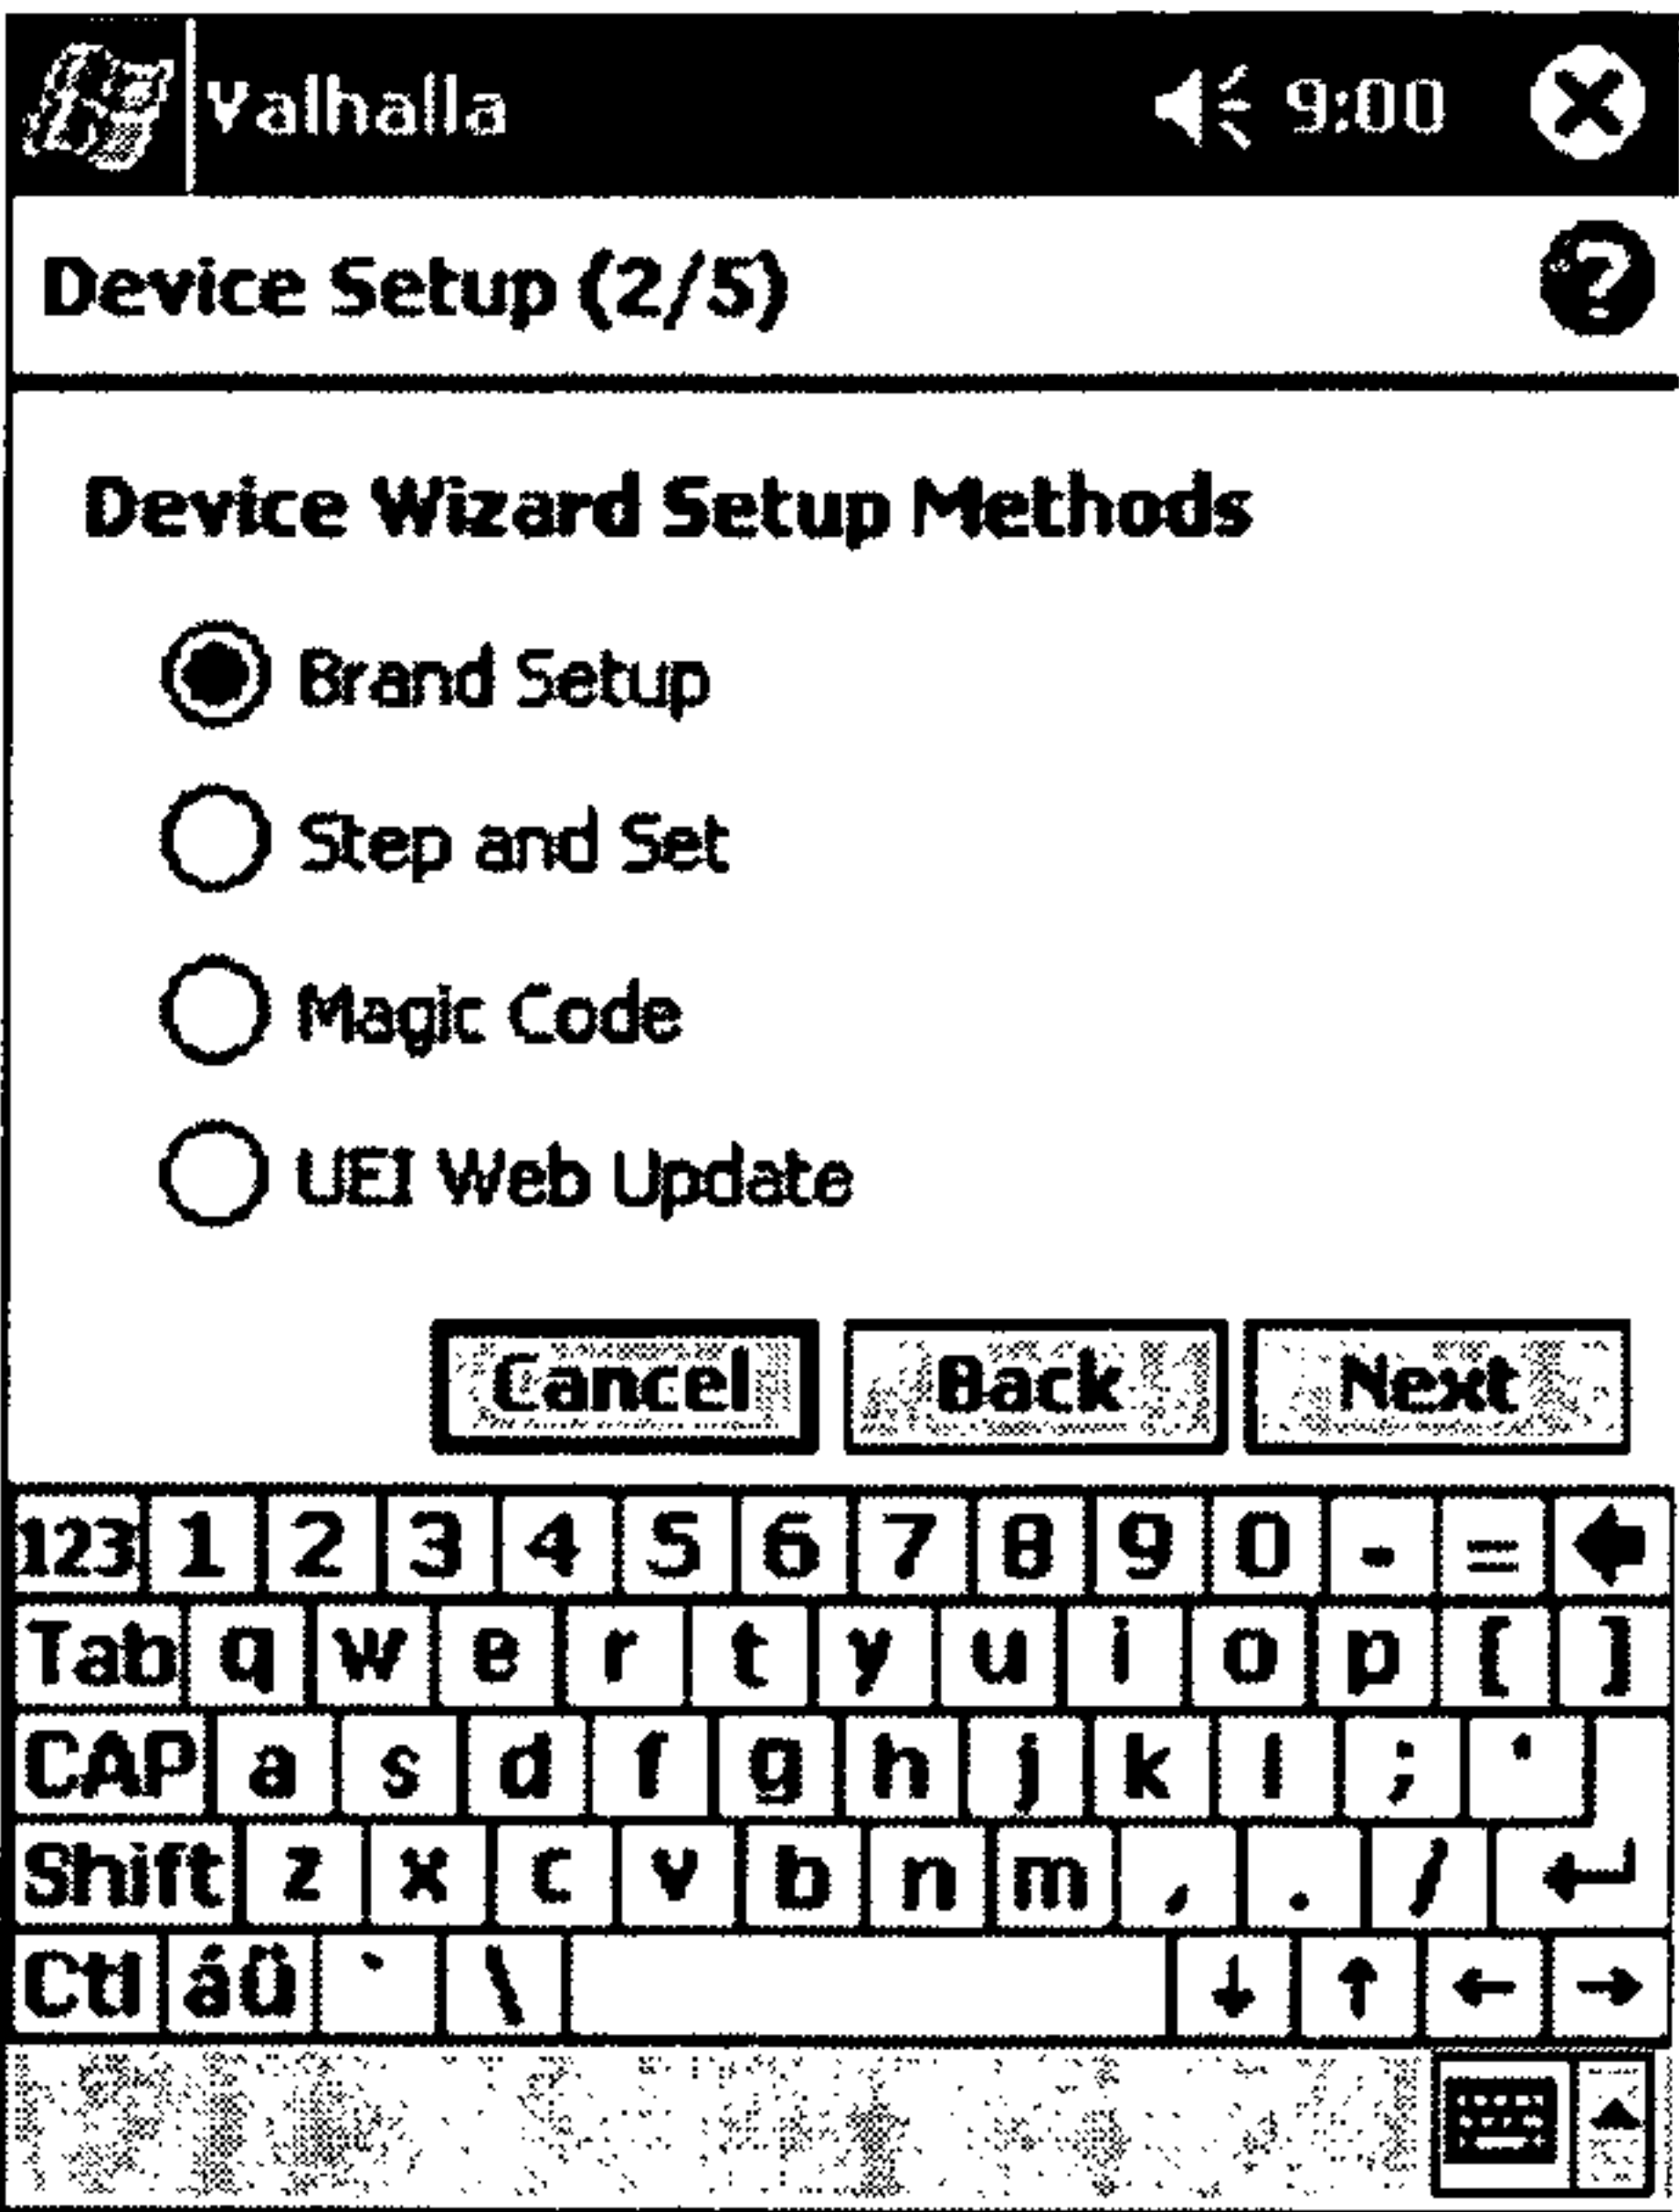 Valhalla 9:00
Device Setup (2/5) ?
Device Wizard Setup Methods
Brand Setup
Step and Set
Magic Code
UEI Web Update
Cancel Back Next
123 1 2 3 4 5 6 7 8 9 0 - = ←
Tab q w e r t y u i o p [ ]
CAP a s d f g h j k l ; '
Shift z x c v b n m , . / ↵
Ctl áü ` \ ↓ ↑ ← →